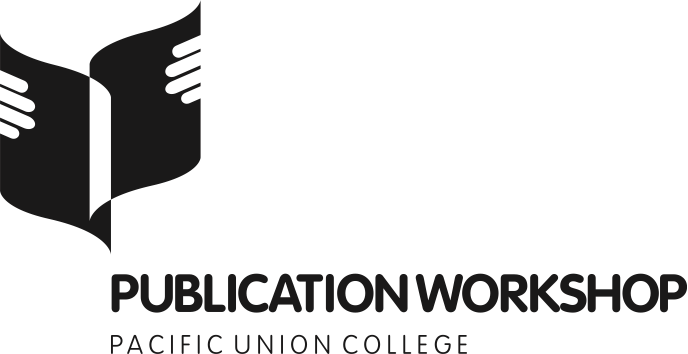 PUBLICATION WORKSHOP
PACIFIC UNION COLLEGE